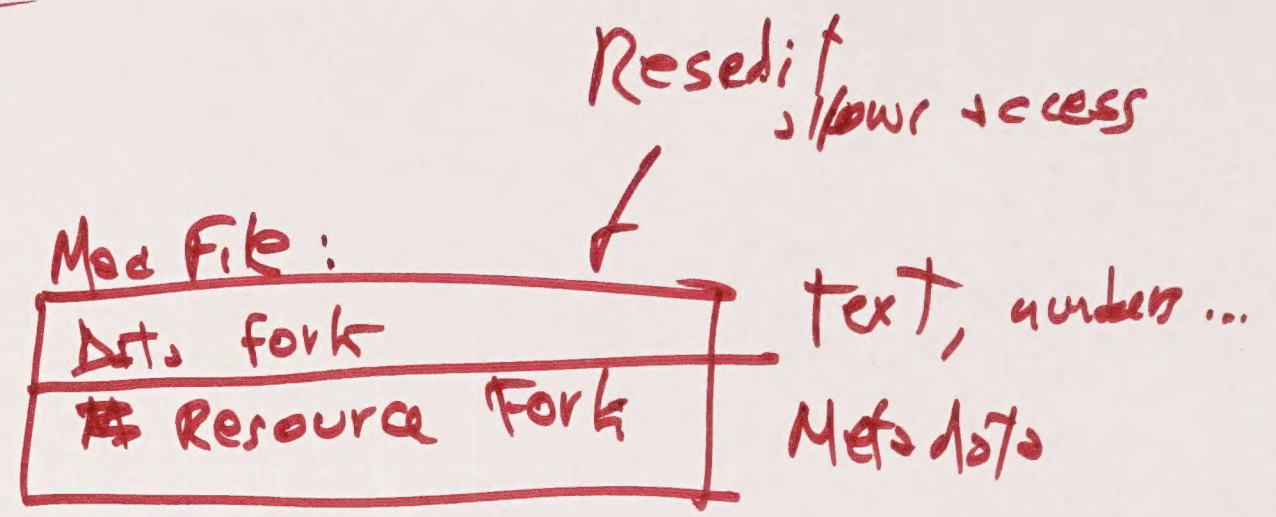 Resedit
allows access
Mac File:
Data Fork
text, numbers...
Resource Fork
Metadata